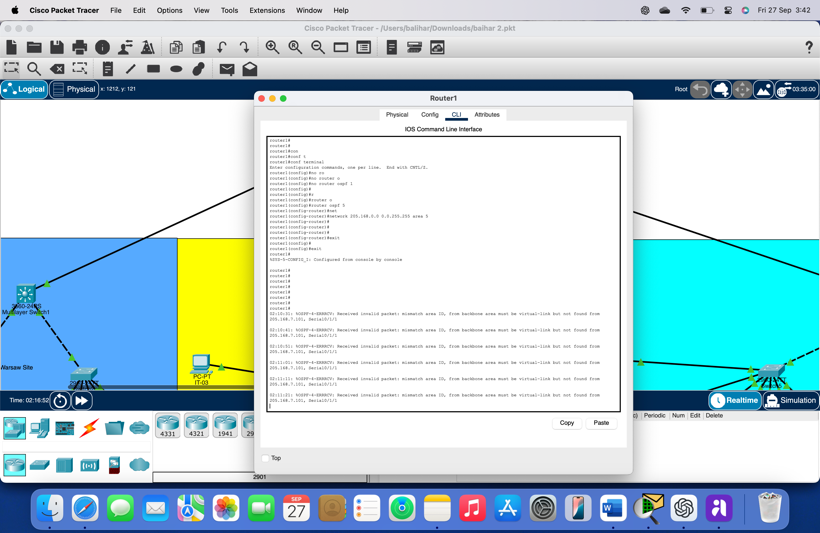 Cisco Packet Tracer File Edit Options View Tools Extensions Window Help Fri 27 Sep 3:42
Cisco Packet Tracer - /Users/balihar/Downloads/baihar 2.pkt
Logical Physical x: 1212, y: 121 Root 03:35:00
Router1
Physical Config CLI Attributes
IOS Command Line Interface
router1#
router1#
router1#con
router1#conf t
router1#conf terminal
Enter configuration commands, one per line. End with CNTL/Z.
router1(config)#no ro
router1(config)#no router o
router1(config)#no router ospf 1
router1(config)#
router1(config)#r
router1(config)#router o
router1(config)#router ospf 5
router1(config-router)#net
router1(config-router)#network 205.168.0.0 0.0.255.255 area 5
router1(config-router)#
router1(config-router)#
router1(config-router)#
router1(config-router)#exit
router1(config)#
router1(config)#exit
router1#
%SYS-5-CONFIG_I: Configured from console by console
router1#
router1#
router1#
router1#
router1#
router1#
router1#
router1#
02:10:31: %OSPF-4-ERRRCV: Received invalid packet: mismatch area ID, from backbone area must be virtual-link but not found from
205.168.7.101, Serial0/1/1
02:10:41: %OSPF-4-ERRRCV: Received invalid packet: mismatch area ID, from backbone area must be virtual-link but not found from
205.168.7.101, Serial0/1/1
02:10:51: %OSPF-4-ERRRCV: Received invalid packet: mismatch area ID, from backbone area must be virtual-link but not found from
205.168.7.101, Serial0/1/1
02:11:01: %OSPF-4-ERRRCV: Received invalid packet: mismatch area ID, from backbone area must be virtual-link but not found from
205.168.7.101, Serial0/1/1
02:11:11: %OSPF-4-ERRRCV: Received invalid packet: mismatch area ID, from backbone area must be virtual-link but not found from
205.168.7.101, Serial0/1/1
02:11:21: %OSPF-4-ERRRCV: Received invalid packet: mismatch area ID, from backbone area must be virtual-link but not found from
205.168.7.101, Serial0/1/1
Copy Paste
Top
Multilayer Switch1
Warsaw Site
PC-PT
IT-03
Time: 02:16:52
Realtime Simulation
Periodic Num Edit Delete
4331 4321 1941
2901
SEP
27